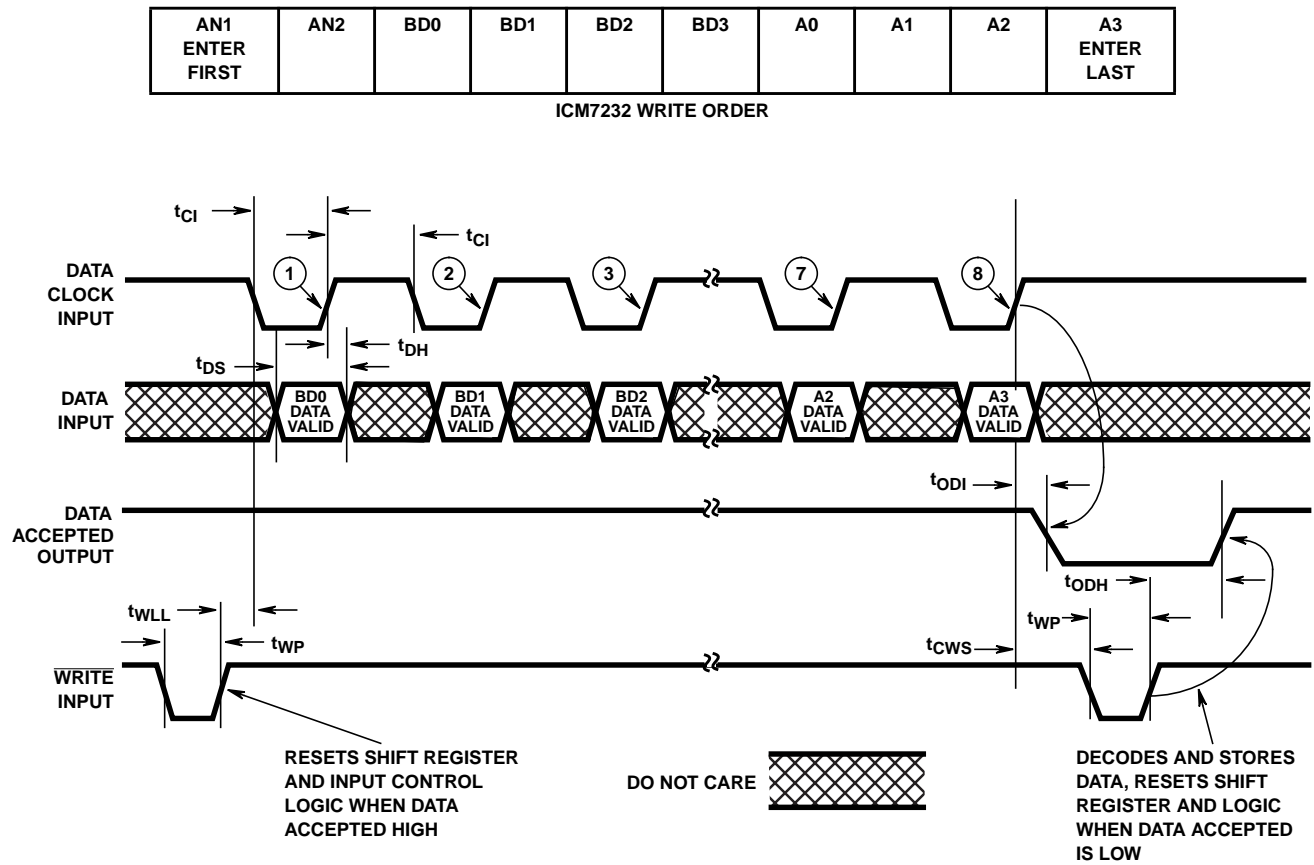 AN1
ENTER
FIRST
AN2
BD0
BD1
BD2
BD3
A0
A1
A2
A3
ENTER
LAST
ICM7232 WRITE ORDER
tCI
tCI
DATA
CLOCK
INPUT
1
2
3
7
8
tDS
tDH
DATA
INPUT
BD0
DATA
VALID
BD1
DATA
VALID
BD2
DATA
VALID
A2
DATA
VALID
A3
DATA
VALID
tODI
DATA
ACCEPTED
OUTPUT
tODH
tWLL
tWP
tWP
tCWS
WRITE
INPUT
RESETS SHIFT REGISTER
AND INPUT CONTROL
LOGIC WHEN DATA
ACCEPTED HIGH
DO NOT CARE
DECODES AND STORES
DATA, RESETS SHIFT
REGISTER AND LOGIC
WHEN DATA ACCEPTED
IS LOW